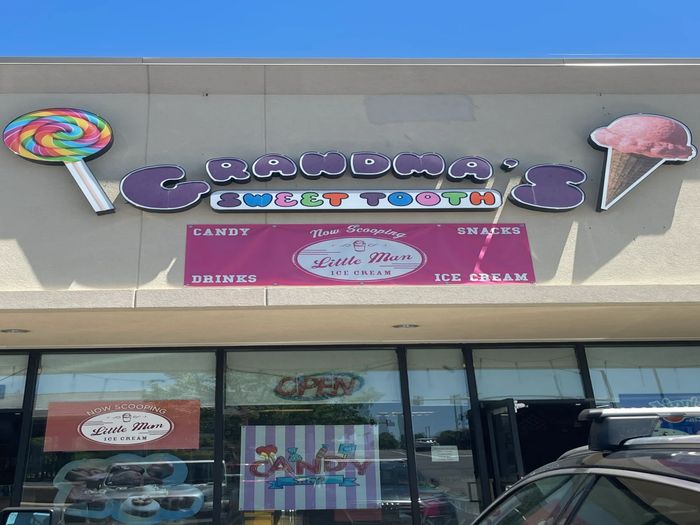 GRANDMA'S
SWEET TOOTH
CANDY
Now Scooping
SNACKS
Little Man
ICE CREAM
DRINKS
ICE CREAM
OPEN
NOW SCOOPING
Little Man
ICE CREAM
CANDY